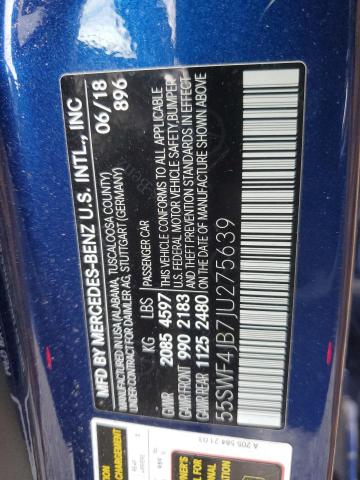 MFD BY MERCEDES-BENZ U.S. INTL., INC
MANUFACTURED IN USA (ALABAMA, TUSCALOOSA COUNTY)
UNDER CONTRACT FOR DAIMLER AG, STUTTGART (GERMANY)
06/18
896
KG LBS PASSENGER CAR
GVWR 2085 4597
GAWR FRONT 990 2183
GAWR REAR 1125 2480
THIS VEHICLE CONFORMS TO ALL APPLICABLE
U.S. FEDERAL MOTOR VEHICLE SAFETY, BUMPER
AND THEFT PREVENTION STANDARDS IN EFFECT
ON THE DATE OF MANUFACTURE SHOWN ABOVE
55SWF4JB7JU275639
A 205 584 21 03